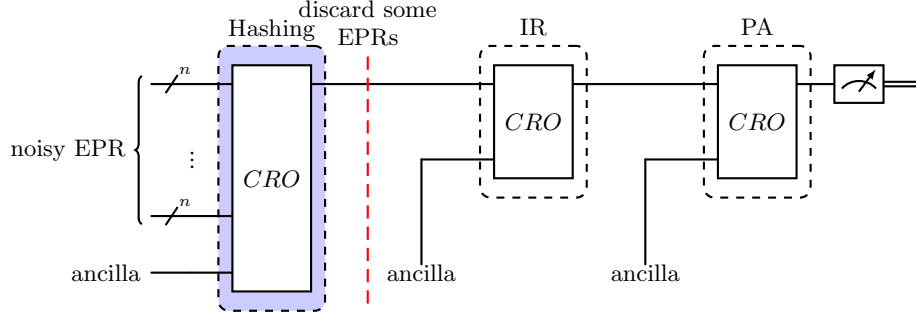 discard some
EPRs
Hashing
IR
PA
n
CRO
CRO
noisy EPR
...
CRO
n
ancilla
ancilla
ancilla